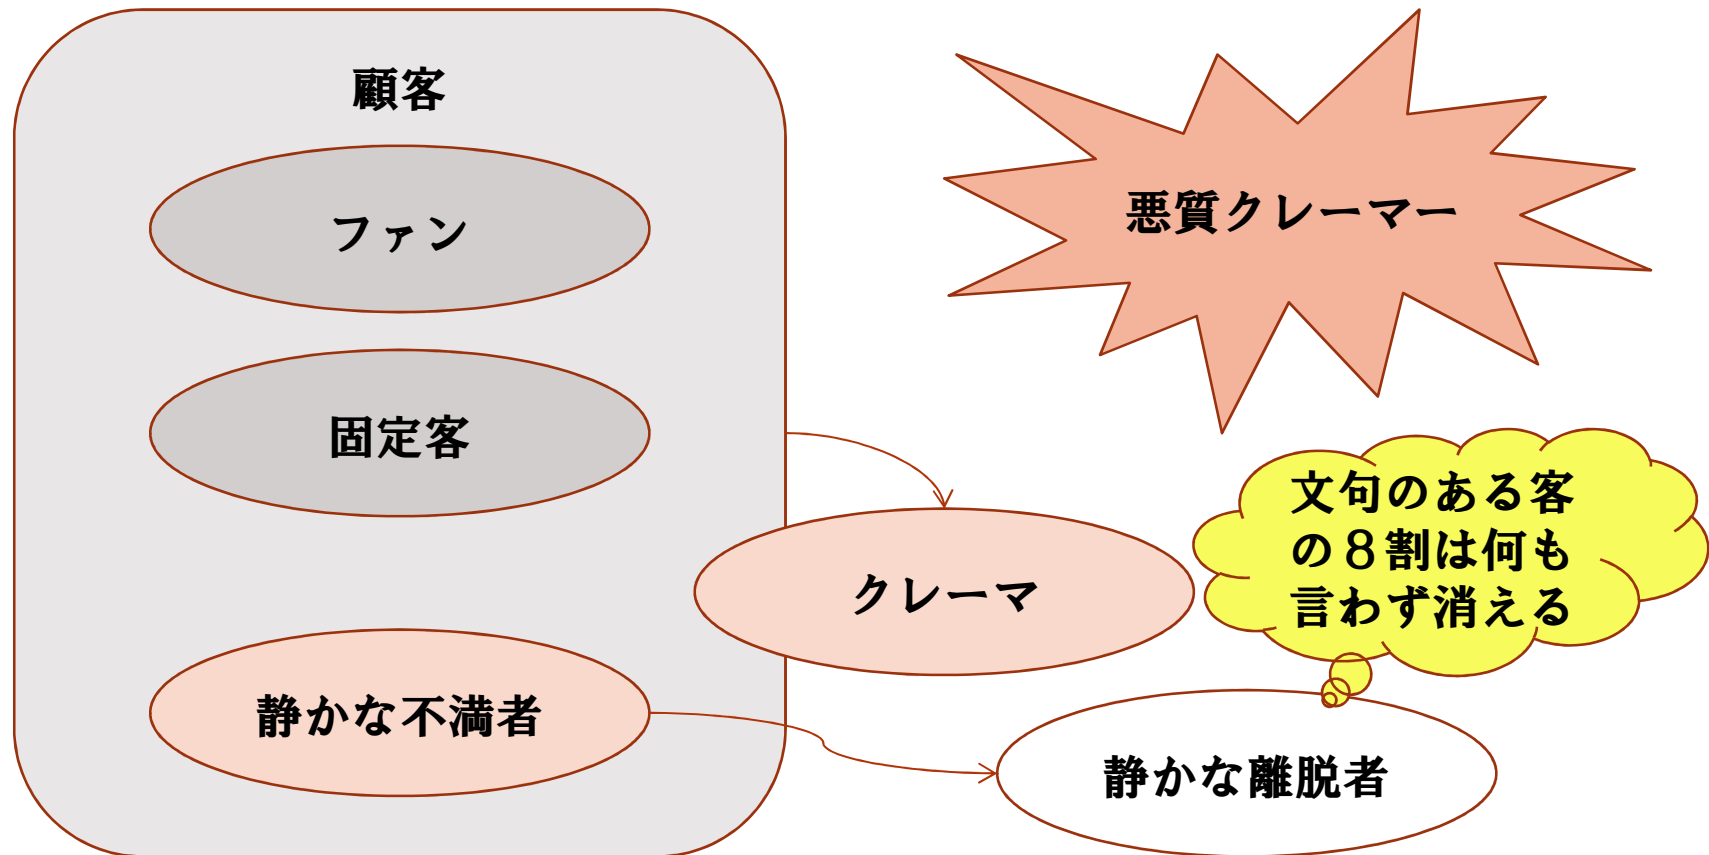 顧客
ファン
固定客
静かな不満者
悪質クレーマー
クレーマ
文句のある客
の８割は何も
言わず消える
静かな離脱者